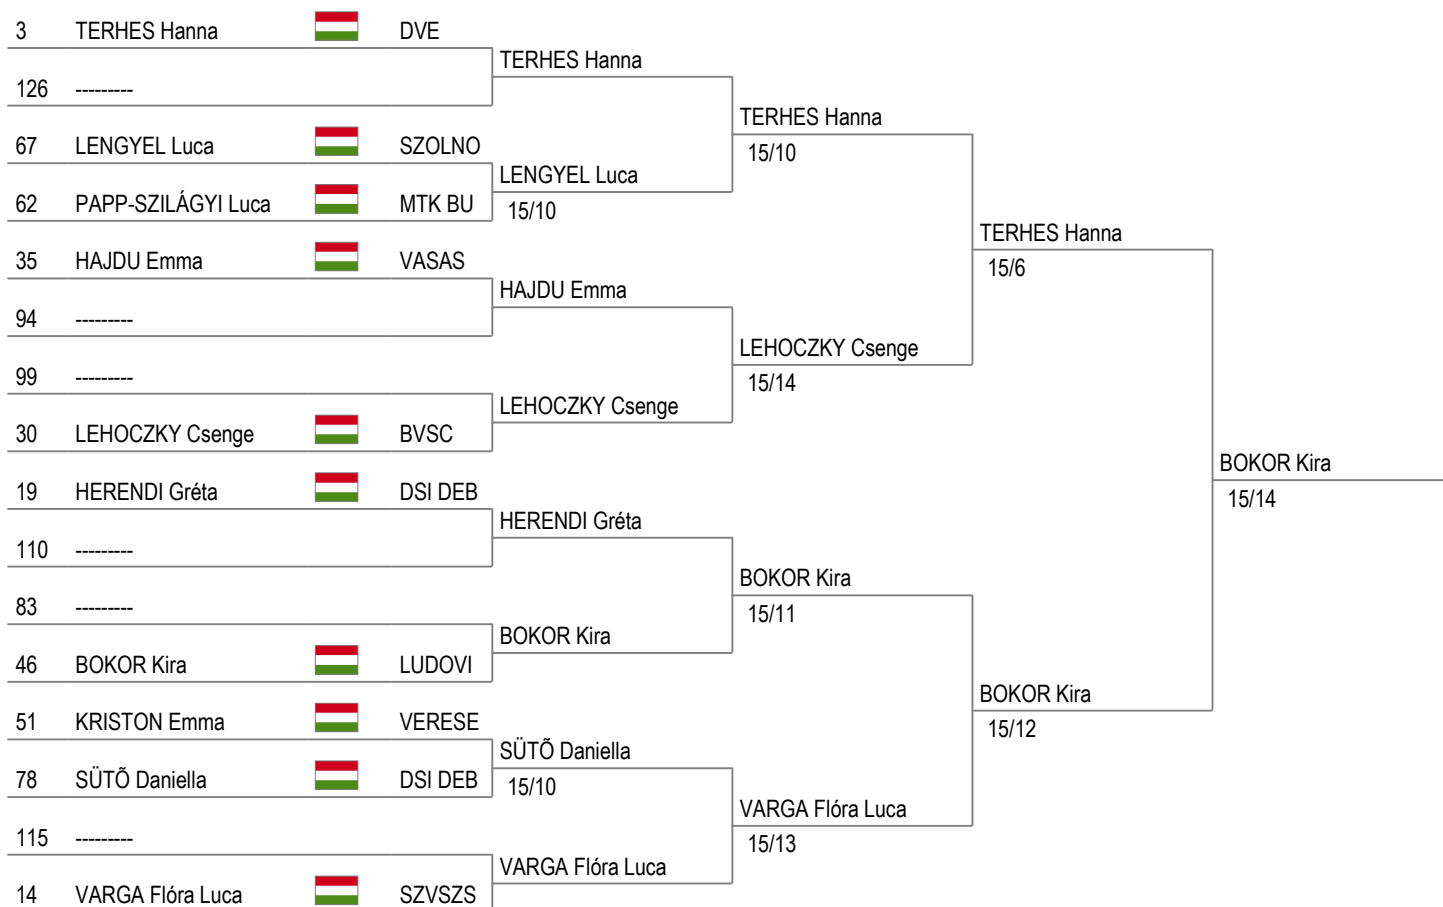 3 TERHES Hanna DVE
TERHES Hanna
126 ---------
TERHES Hanna
15/10
67 LENGYEL Luca SZOLNO
LENGYEL Luca
15/10
62 PAPP-SZILÁGYI Luca MTK BU
TERHES Hanna
15/6
35 HAJDU Emma VASAS
HAJDU Emma
94 ---------
LEHOCZKY Csenge
15/14
99 ---------
LEHOCZKY Csenge
30 LEHOCZKY Csenge BVSC
BOKOR Kira
15/14
19 HERENDI Gréta DSI DEB
HERENDI Gréta
110 ---------
BOKOR Kira
15/11
83 ---------
BOKOR Kira
46 BOKOR Kira LUDOVI
BOKOR Kira
15/12
51 KRISTON Emma VERESE
SÜTÕ Daniella
15/10
78 SÜTÕ Daniella DSI DEB
VARGA Flóra Luca
15/13
115 ---------
VARGA Flóra Luca
14 VARGA Flóra Luca SZVSZS